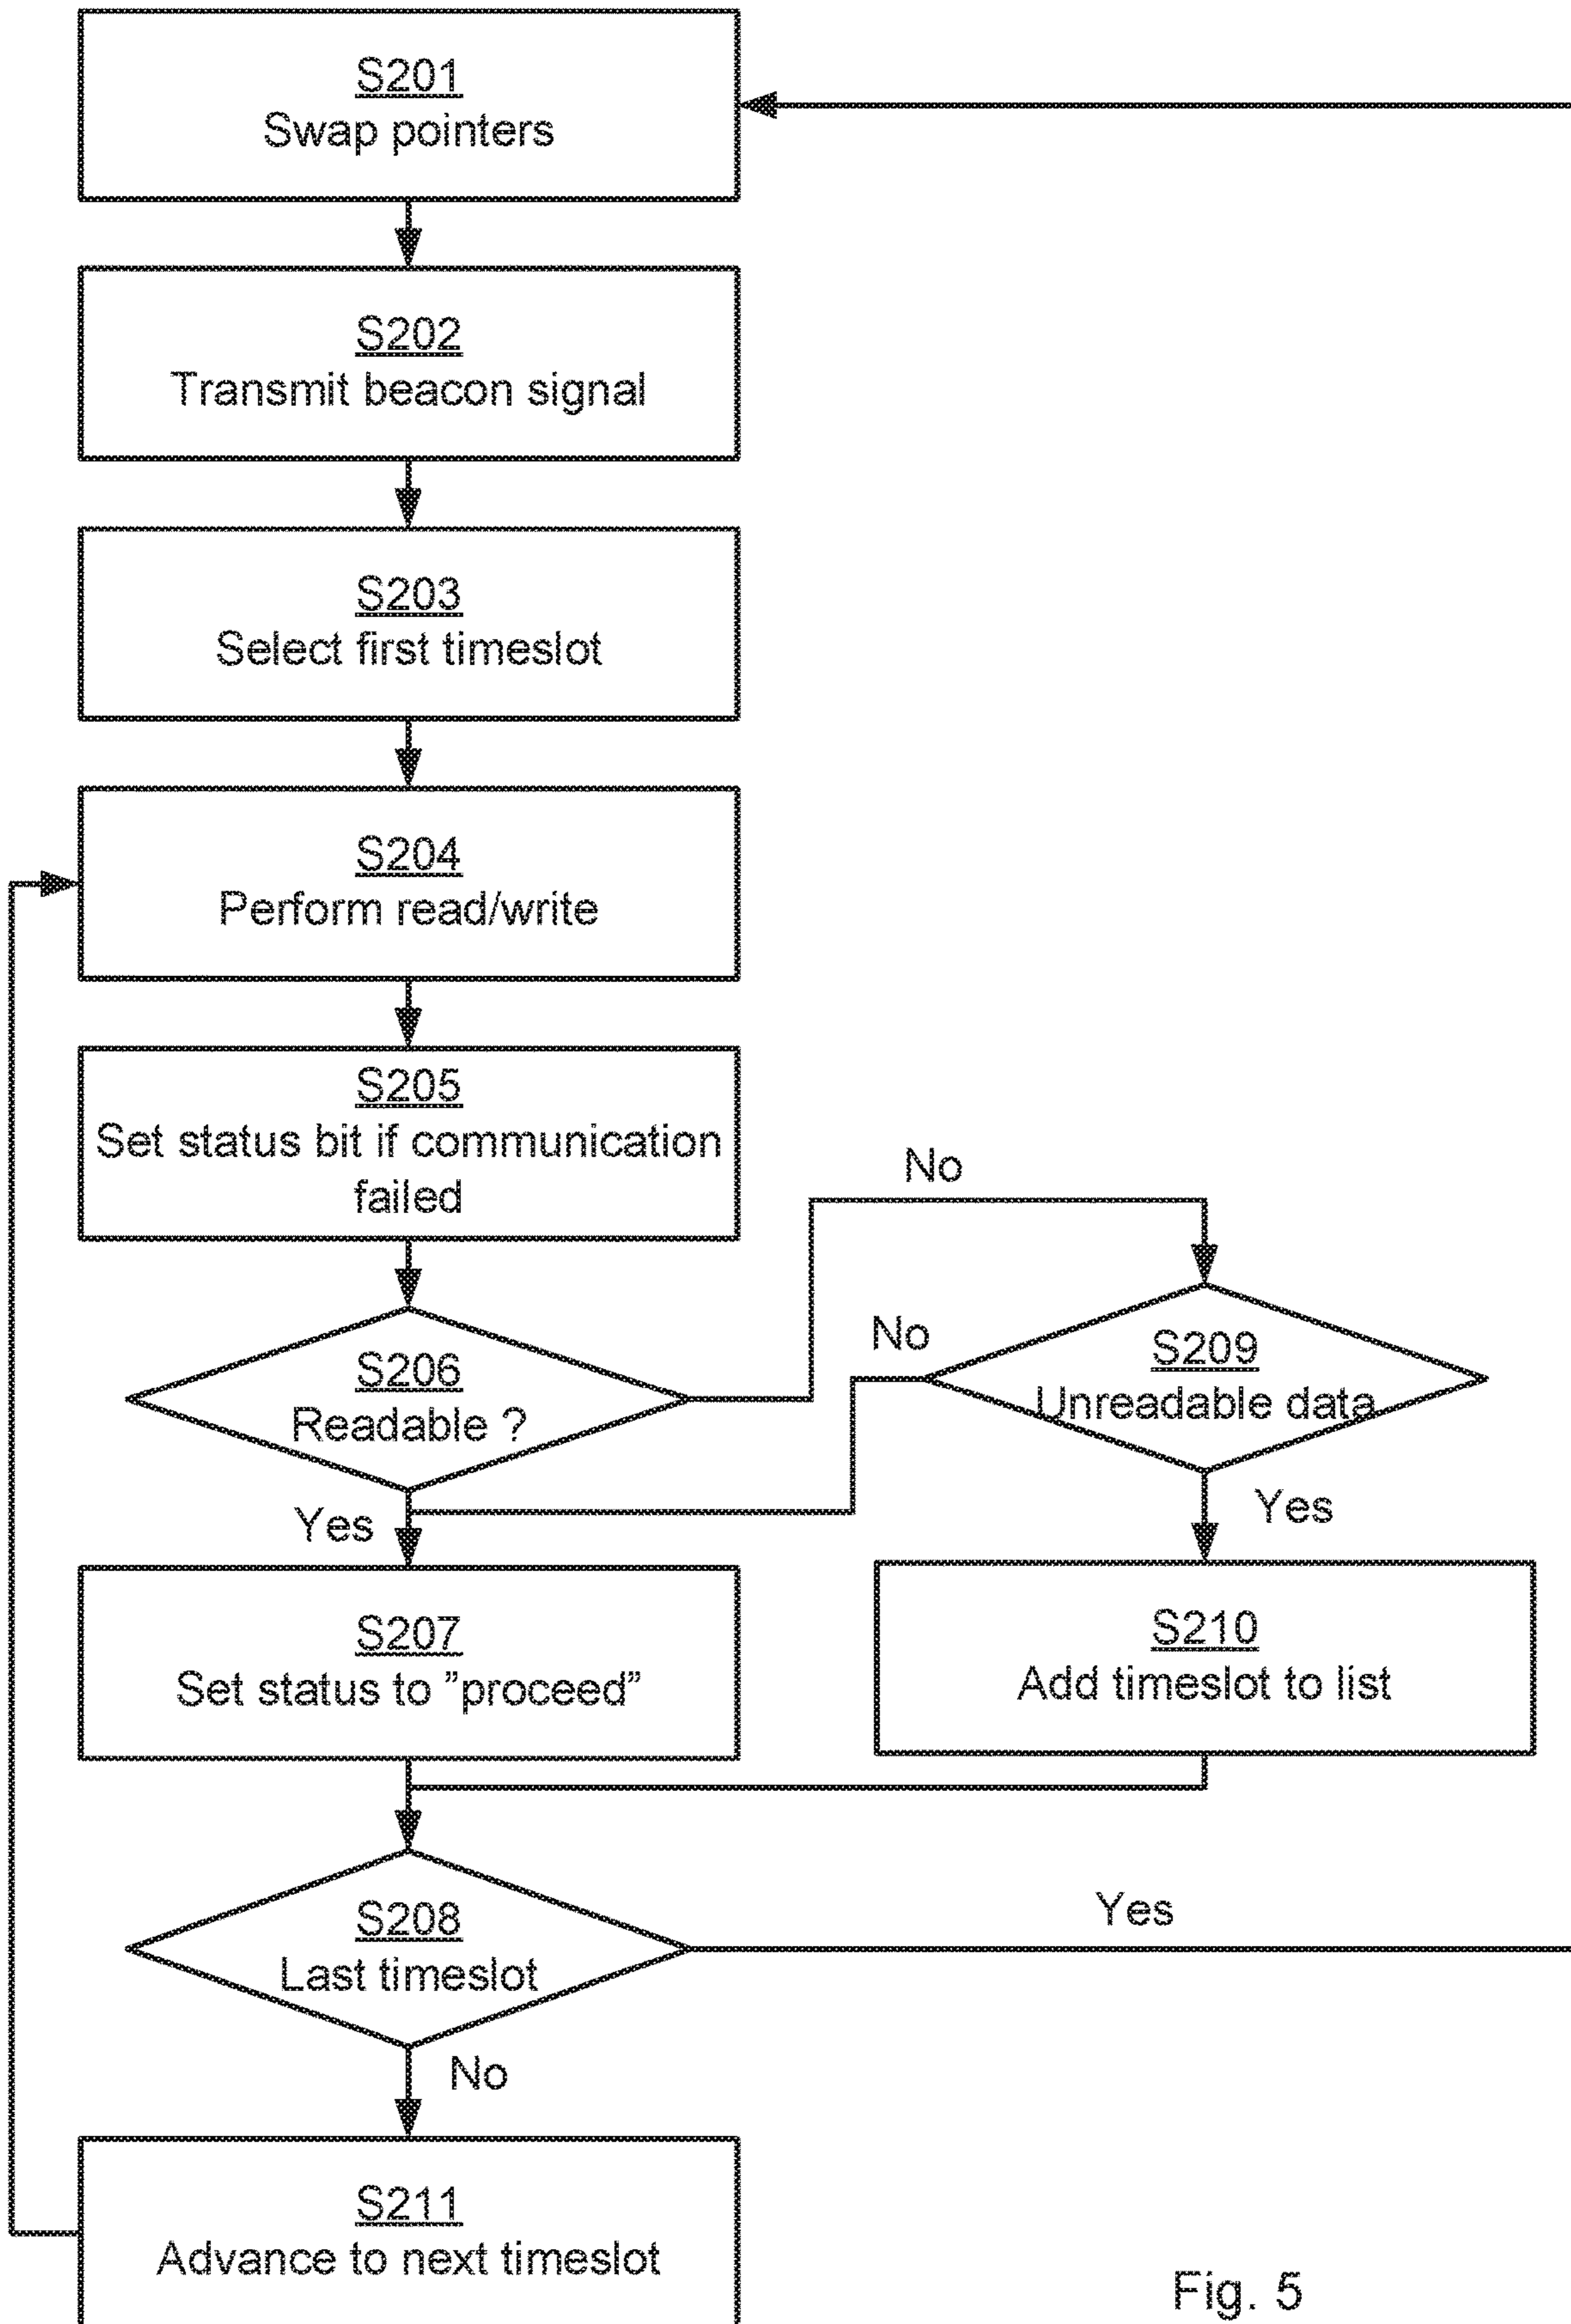 S201
Swap pointers
S202
Transmit beacon signal
S203
Select first timeslot
S204
Perform read/write
S205
Set status bit if communication
failed
No
S206
Readable ?
No
S209
Unreadable data
Yes
Yes
S207
Set status to ”proceed”
S210
Add timeslot to list
S208
Last timeslot
Yes
No
S211
Advance to next timeslot
Fig. 5